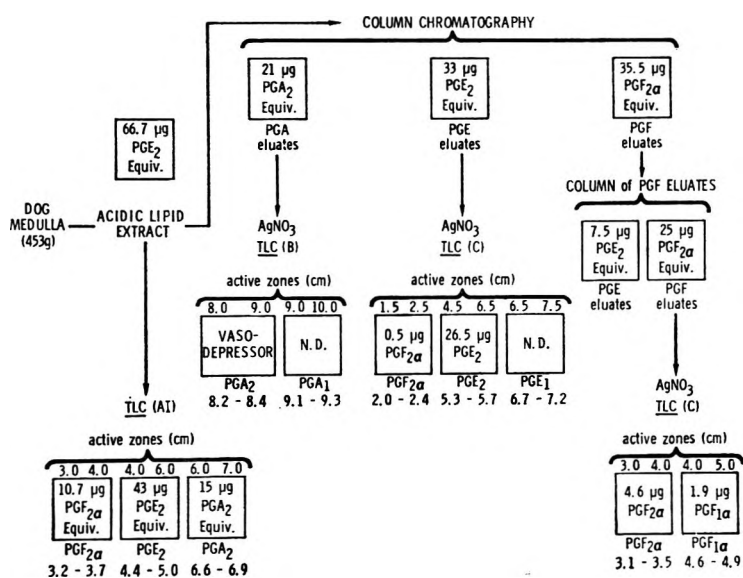 COLUMN CHROMATOGRAPHY
21 µg
PGA2
Equiv.
PGA
eluates
33 µg
PGE2
Equiv.
PGE
eluates
35.5 µg
PGF2α
Equiv.
PGF
eluates
66.7 µg
PGE2
Equiv.
DOG
MEDULLA
(453g)
ACIDIC LIPID
EXTRACT
COLUMN of PGF ELUATES
7.5 µg
PGE2
Equiv.
PGE
eluates
25 µg
PGF2α
Equiv.
PGF
eluates
AgNO3
TLC (B)
active zones (cm)
8.0 9.0 9.0 10.0
VASO-
DEPRESSOR
N.D.
PGA2 PGA1
8.2 - 8.4 9.1 - 9.3
AgNO3
TLC (C)
active zones (cm)
1.5 2.5 4.5 6.5 6.5 7.5
0.5 µg
PGF2α
26.5 µg
PGE2
N.D.
PGF2α PGE2 PGE1
2.0 - 2.4 5.3 - 5.7 6.7 - 7.2
AgNO3
TLC (C)
active zones (cm)
3.0 4.0 4.0 5.0
4.6 µg
PGF2α
1.9 µg
PGF1α
PGF2α PGF1α
3.1 - 3.5 4.6 - 4.9
TLC (AI)
active zones (cm)
3.0 4.0 4.0 6.0 6.0 7.0
10.7 µg
PGF2α
Equiv.
43 µg
PGE2
Equiv.
15 µg
PGA2
Equiv.
PGF2α PGE2 PGA2
3.2 - 3.7 4.4 - 5.0 6.6 - 6.9